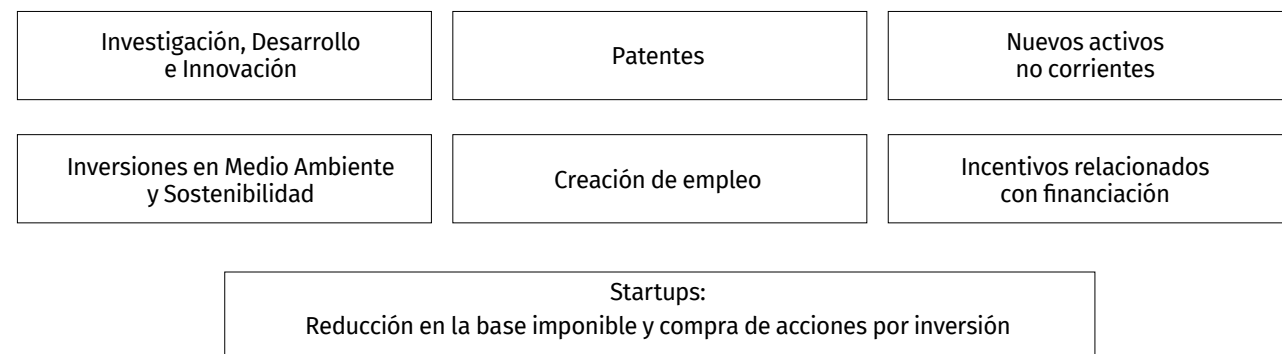 Investigación, Desarrollo
e Innovación
Patentes
Nuevos activos
no corrientes
Inversiones en Medio Ambiente
y Sostenibilidad
Creación de empleo
Incentivos relacionados
con financiación
Startups:
Reducción en la base imponible y compra de acciones por inversión